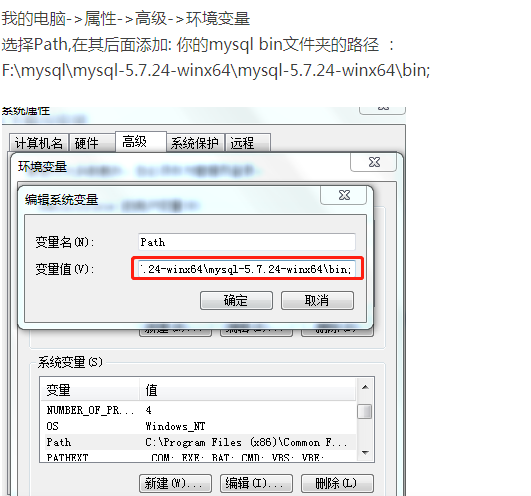 我的电脑->属性->高级->环境变量
选择Path,在其后面添加: 你的mysql bin文件夹的路径 ：
F:\mysql\mysql-5.7.24-winx64\mysql-5.7.24-winx64\bin;
系统属性
计算机名 硬件 高级 系统保护 远程
环境变量
编辑系统变量
变量名(N): Path
变量值(V): .24-winx64\mysql-5.7.24-winx64\bin;
确定 取消
新建(W)... 编辑(E)... 删除(D)
系统变量(S)
变量 值
NUMBER_OF_PR... 4
OS Windows_NT
Path C:\Program Files (x86)\Common F...
PATHEXT .COM;.EXE;.BAT;.CMD;.VBS;.VBE;
新建(W)... 编辑(I)... 删除(L)